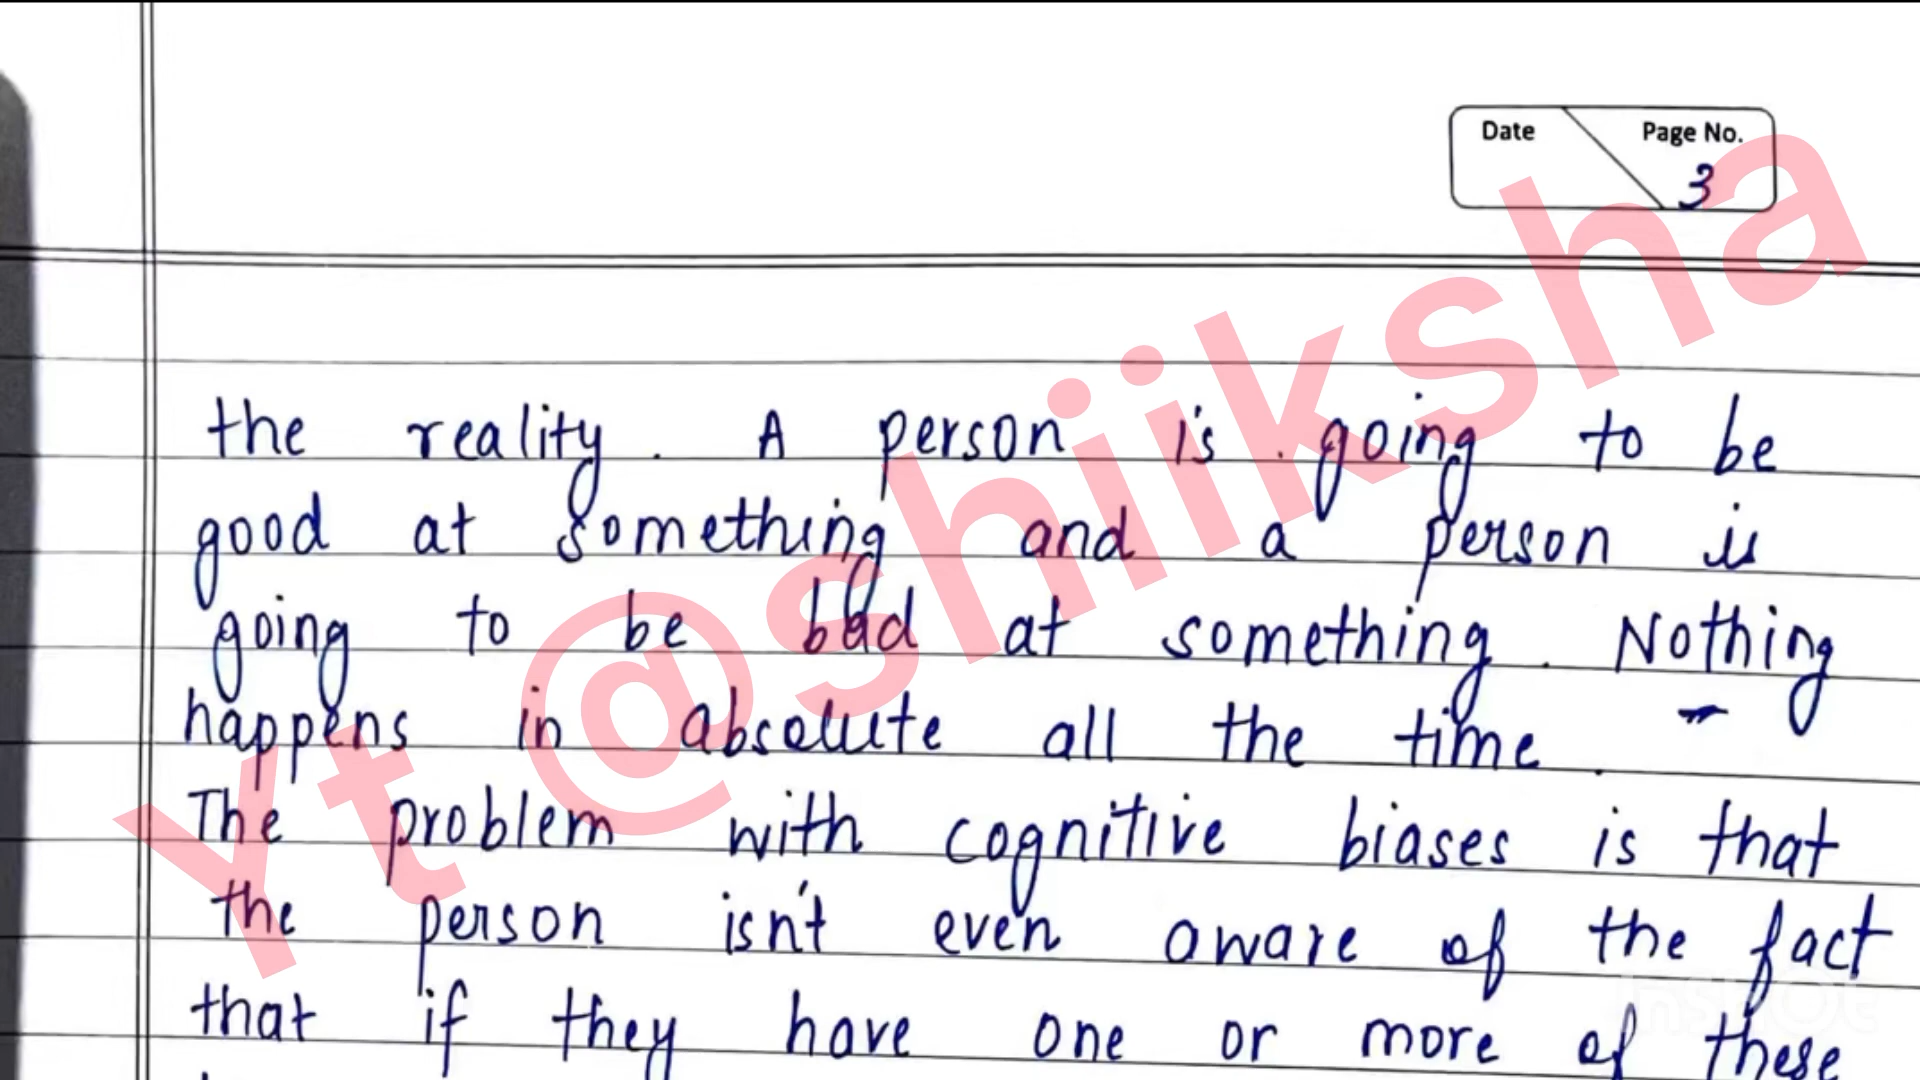 Date Page No.
3
the reality. A person is going to be
good at something and a person is
going to be bad at something. Nothing
happens in absolute all the time.
The problem with cognitive biases is that
the person isn't even aware of the fact
that if they have one or more of these
Yt @shiiksha
InShOt